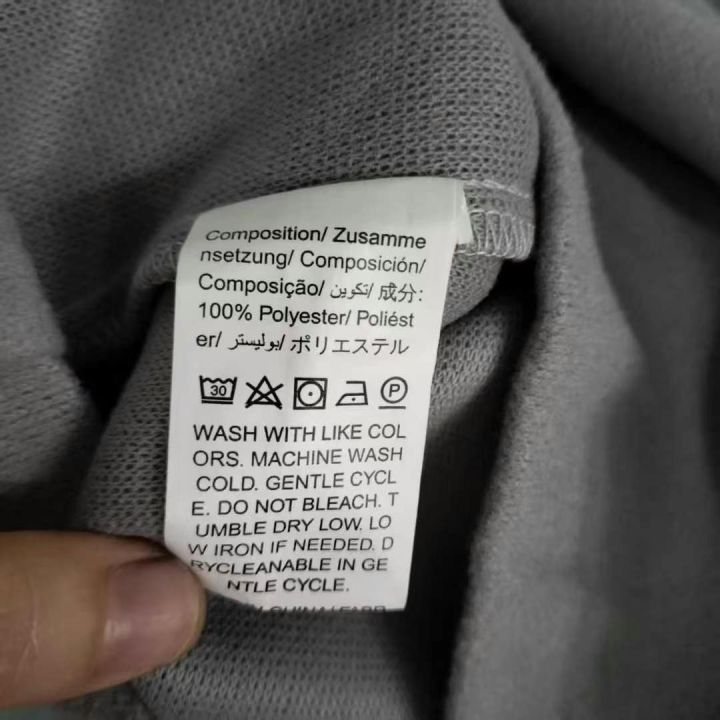 Composition/ Zusamme
nsetzung/ Composición/
Composição/ تكوين/ 成分:
100% Polyester/ Poliést
er/ بوليستر/ ポリエステル
30
P
WASH WITH LIKE COL
ORS. MACHINE WASH
COLD. GENTLE CYCL
E. DO NOT BLEACH. T
UMBLE DRY LOW. LO
W IRON IF NEEDED. D
RYCLEANABLE IN GE
NTLE CYCLE.